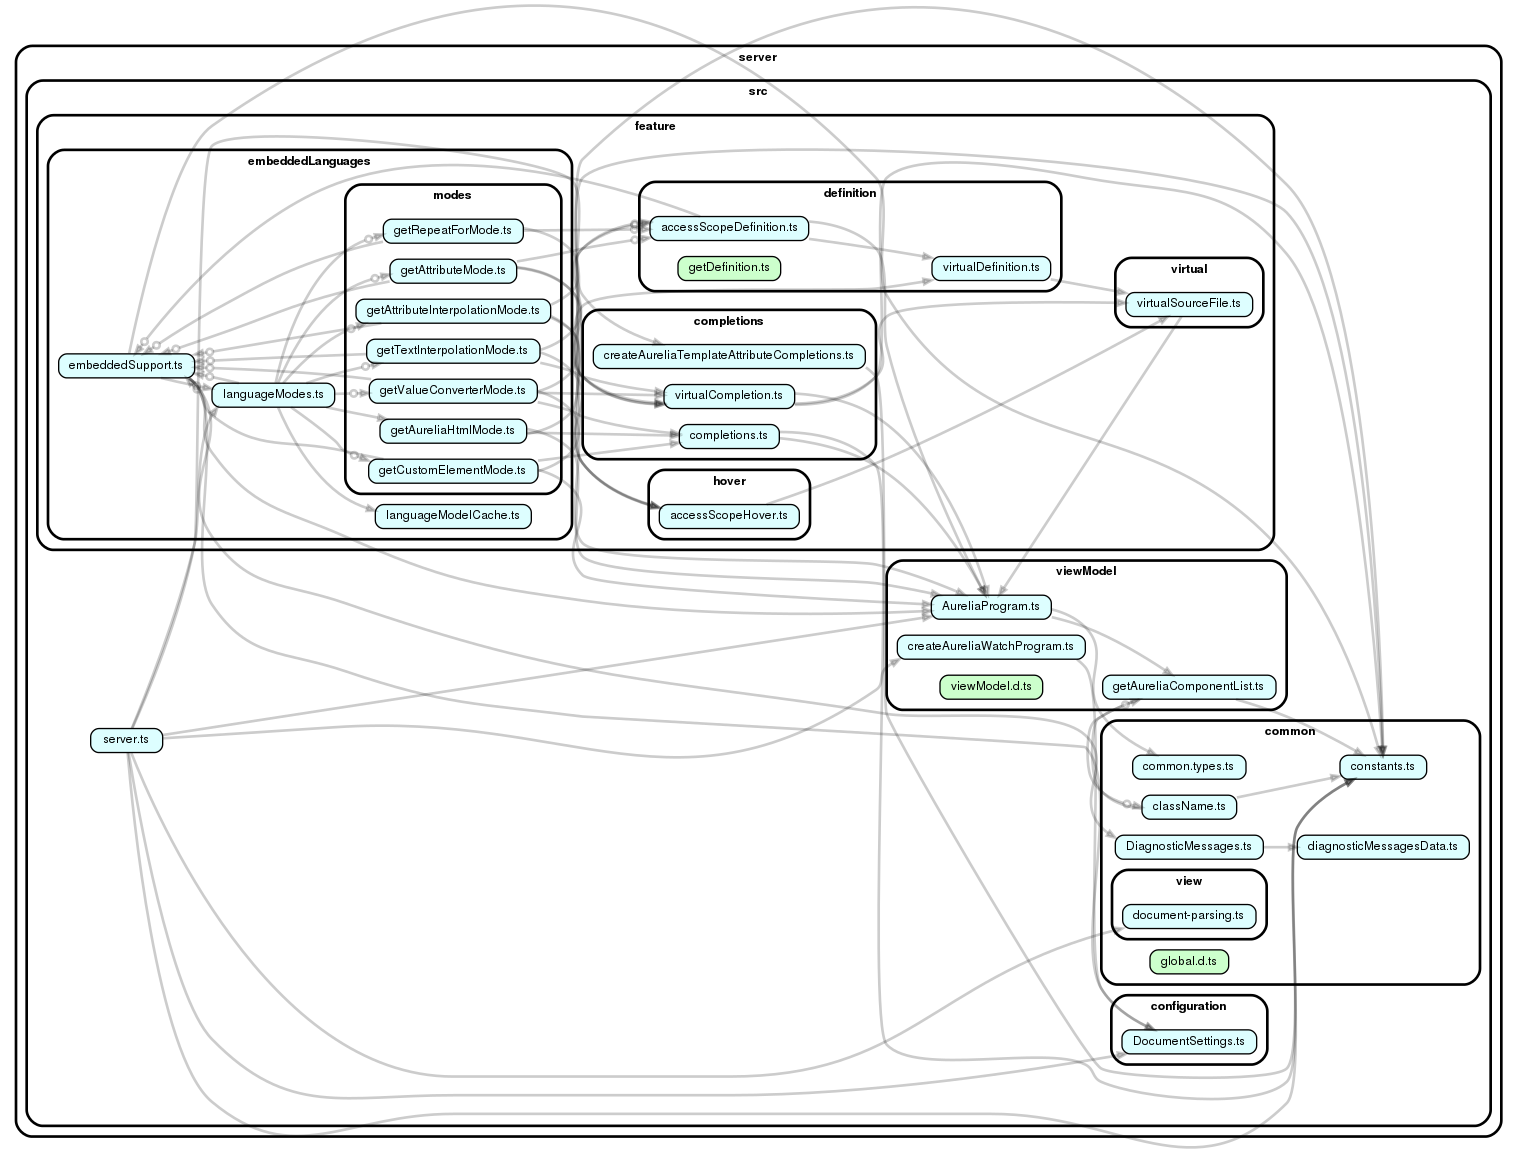 server
src
feature
embeddedLanguages
modes
getRepeatForMode.ts
getAttributeMode.ts
getAttributeInterpolationMode.ts
getTextInterpolationMode.ts
getValueConverterMode.ts
getAureliaHtmlMode.ts
getCustomElementMode.ts
embeddedSupport.ts
languageModes.ts
languageModelCache.ts
definition
accessScopeDefinition.ts
getDefinition.ts
virtualDefinition.ts
virtual
virtualSourceFile.ts
completions
createAureliaTemplateAttributeCompletions.ts
virtualCompletion.ts
completions.ts
hover
accessScopeHover.ts
viewModel
AureliaProgram.ts
createAureliaWatchProgram.ts
viewModel.d.ts
getAureliaComponentList.ts
server.ts
common
common.types.ts
constants.ts
className.ts
DiagnosticMessages.ts
diagnosticMessagesData.ts
view
document-parsing.ts
global.d.ts
configuration
DocumentSettings.ts